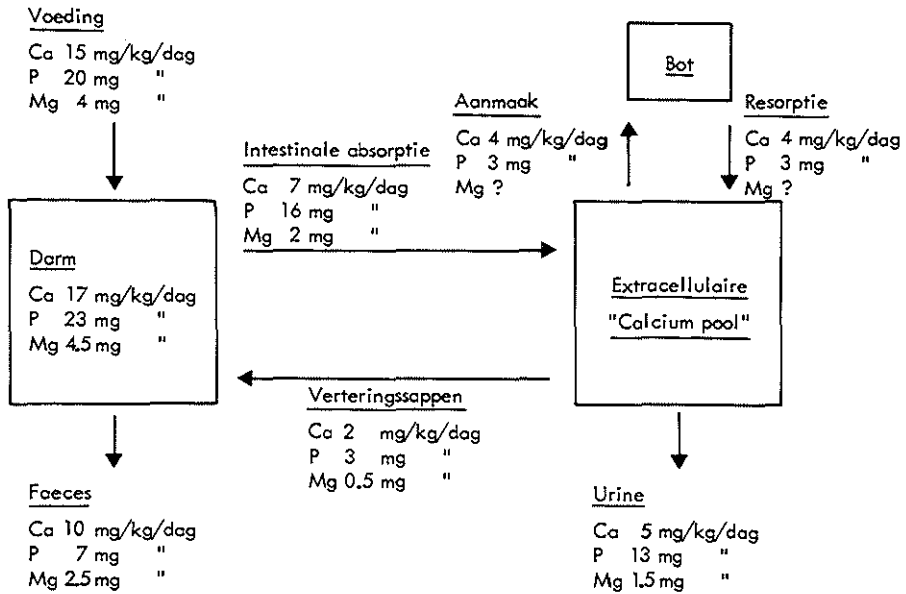 Voeding
Ca 15 mg/kg/dag
P 20 mg "
Mg 4 mg "
Bot
Aanmaak
Ca 4 mg/kg/dag
P 3 mg "
Mg ?
Resorptie
Ca 4 mg/kg/dag
P 3 mg "
Mg ?
Intestinale absorptie
Ca 7 mg/kg/dag
P 16 mg "
Mg 2 mg "
Darm
Ca 17 mg/kg/dag
P 23 mg "
Mg 4.5 mg "
Extracellulaire
"Calcium pool"
Verteringssappen
Ca 2 mg/kg/dag
P 3 mg "
Mg 0.5 mg "
Faeces
Ca 10 mg/kg/dag
P 7 mg "
Mg 2.5 mg "
Urine
Ca 5 mg/kg/dag
P 13 mg "
Mg 1.5 mg "